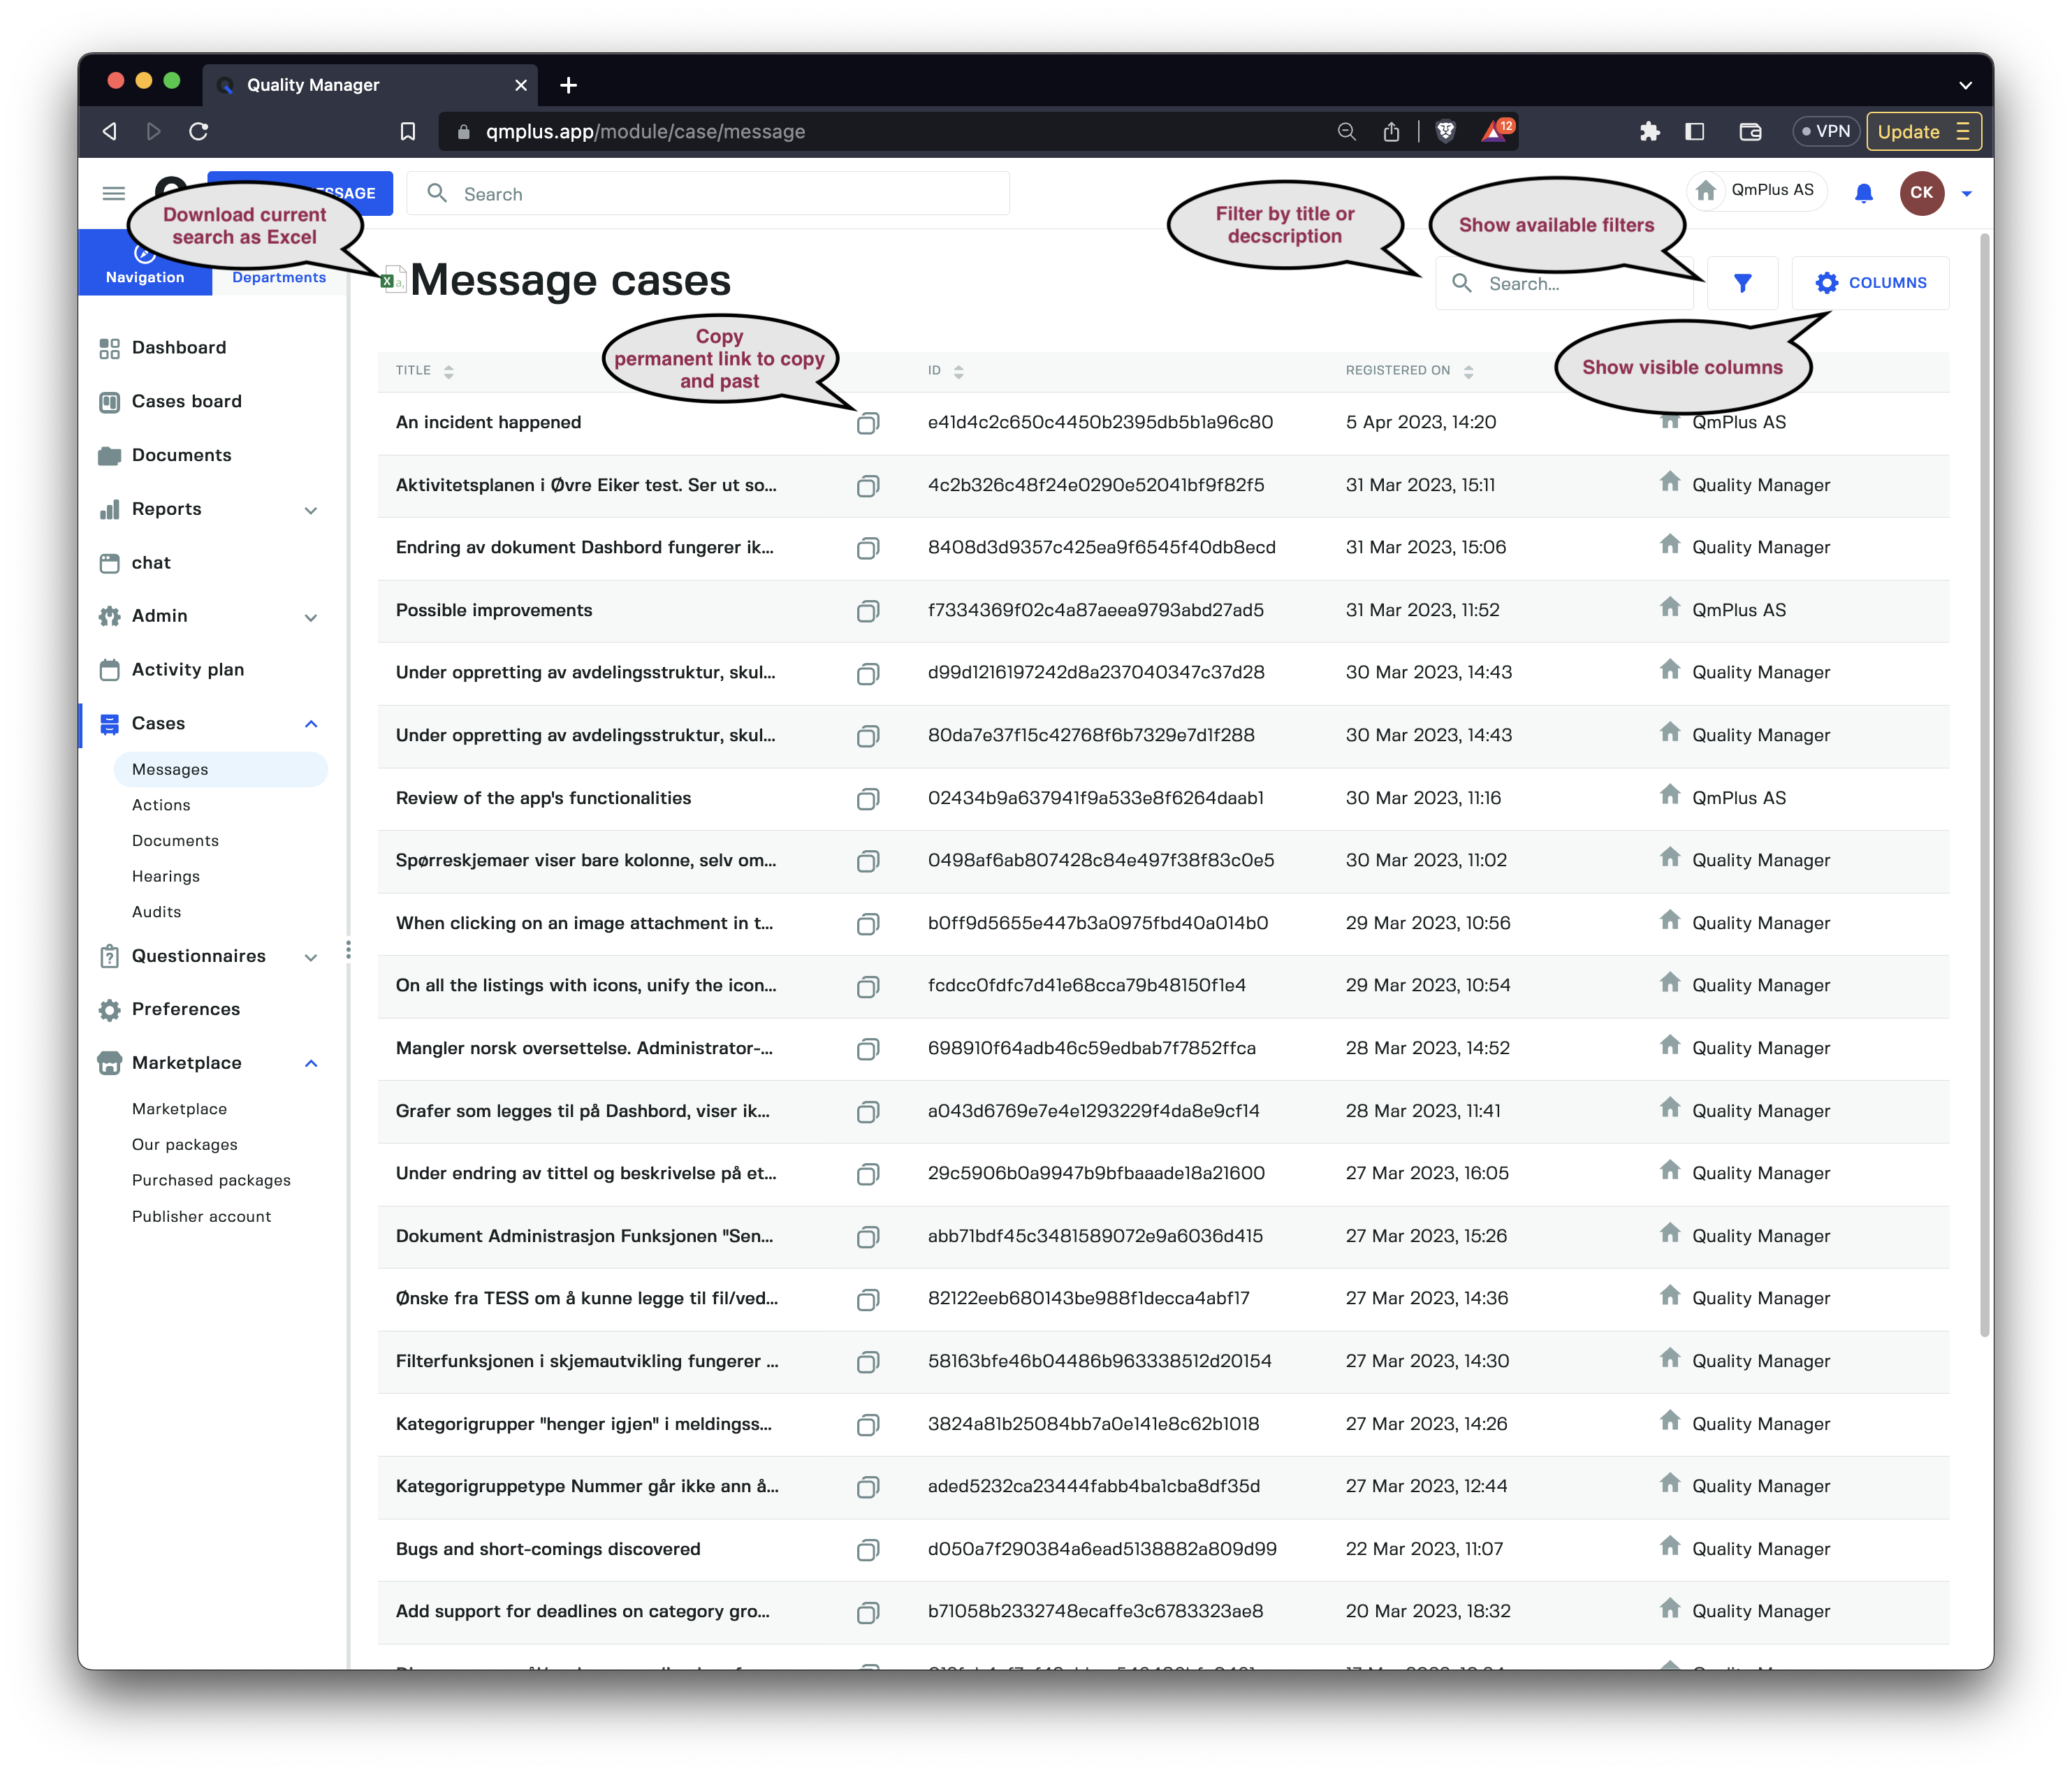 Quality Manager
qmplus.app/module/case/message
12
VPN
Update
Download current
search as Excel
SSAGE
Search
Filter by title or
decscription
Show available filters
QmPlus AS
CK
Navigation
Departments
Message cases
Search...
COLUMNS
Copy
permanent link to copy
and past
Show visible columns
Dashboard
Cases board
Documents
Reports
chat
Admin
Activity plan
Cases
Messages
Actions
Documents
Hearings
Audits
Questionnaires
Preferences
Marketplace
Marketplace
Our packages
Purchased packages
Publisher account
TITLE ID REGISTERED ON
An incident happened e41d4c2c650c4450b2395db5b1a96c80 5 Apr 2023, 14:20 QmPlus AS
Aktivitetsplanen i Øvre Eiker test. Ser ut so... 4c2b326c48f24e0290e52041bf9f82f5 31 Mar 2023, 15:11 Quality Manager
Endring av dokument Dashbord fungerer ik... 8408d3d9357c425ea9f6545f40db8ecd 31 Mar 2023, 15:06 Quality Manager
Possible improvements f7334369f02c4a87aeea9793abd27ad5 31 Mar 2023, 11:52 QmPlus AS
Under oppretting av avdelingsstruktur, skul... d99d1216197242d8a237040347c37d28 30 Mar 2023, 14:43 Quality Manager
Under oppretting av avdelingsstruktur, skul... 80da7e37f15c42768f6b7329e7d1f288 30 Mar 2023, 14:43 Quality Manager
Review of the app's functionalities 02434b9a637941f9a533e8f6264daab1 30 Mar 2023, 11:16 QmPlus AS
Spørreskjemaer viser bare kolonne, selv om... 0498af6ab807428c84e497f38f83c0e5 30 Mar 2023, 11:02 Quality Manager
When clicking on an image attachment in t... b0ff9d5655e447b3a0975fbd40a014b0 29 Mar 2023, 10:56 Quality Manager
On all the listings with icons, unify the icon... fcdcc0fdfc7d41e68cca79b48150f1e4 29 Mar 2023, 10:54 Quality Manager
Mangler norsk oversettelse. Administrator-... 698910f64adb46c59edbab7f7852ffca 28 Mar 2023, 14:52 Quality Manager
Grafer som legges til på Dashbord, viser ik... a043d6769e7e4e1293229f4da8e9cf14 28 Mar 2023, 11:41 Quality Manager
Under endring av tittel og beskrivelse på et... 29c5906b0a9947b9bfbaaade18a21600 27 Mar 2023, 16:05 Quality Manager
Dokument Administrasjon Funksjonen "Sen... abb71bdf45c3481589072e9a6036d415 27 Mar 2023, 15:26 Quality Manager
Ønske fra TESS om å kunne legge til fil/ved... 82122eeb680143be988f1decca4abf17 27 Mar 2023, 14:36 Quality Manager
Filterfunksjonen i skjemautvikling fungerer ... 58163bfe46b04486b963338512d20154 27 Mar 2023, 14:30 Quality Manager
Kategorigrupper "henger igjen" i meldingss... 3824a81b25084bb7a0e141e8c62b1018 27 Mar 2023, 14:26 Quality Manager
Kategorigruppetype Nummer går ikke ann å... aded5232ca23444fabb4ba1cba8df35d 27 Mar 2023, 12:44 Quality Manager
Bugs and short-comings discovered d050a7f290384a6ead5138882a809d99 22 Mar 2023, 11:07 Quality Manager
Add support for deadlines on category gro... b71058b2332748ecaffe3c6783323ae8 20 Mar 2023, 18:32 Quality Manager